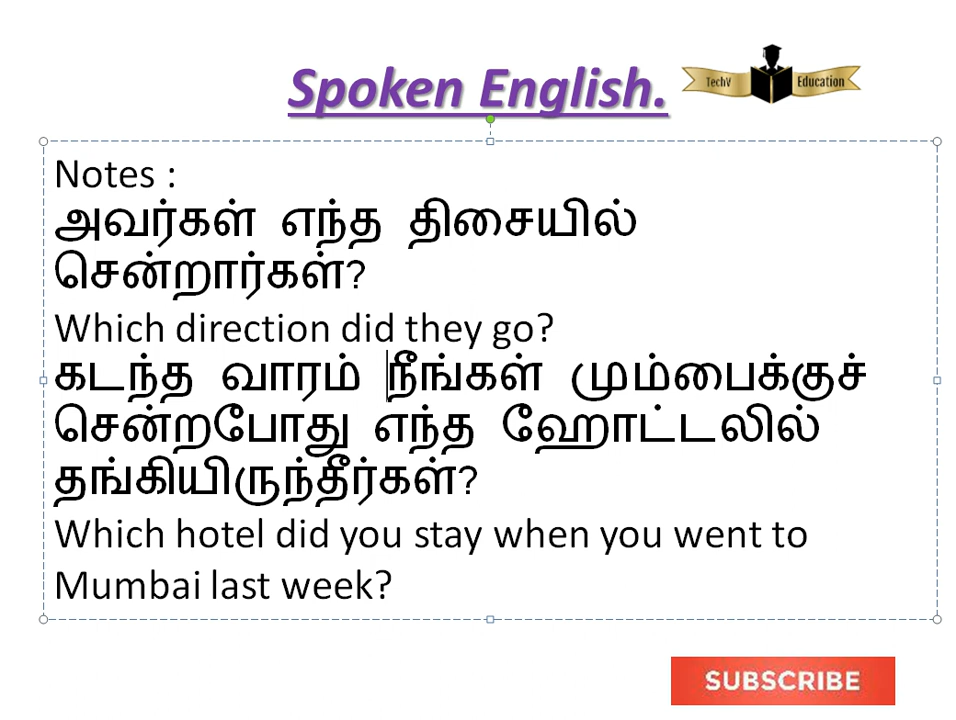 Spoken English.
TechV Education
Notes :
அவர்கள் எந்த திசையில்
சென்றார்கள்?
Which direction did they go?
கடந்த வாரம் நீங்கள் மும்பைக்குச்
சென்றபோது எந்த ஹோட்டலில்
தங்கியிருந்தீர்கள்?
Which hotel did you stay when you went to
Mumbai last week?
SUBSCRIBE